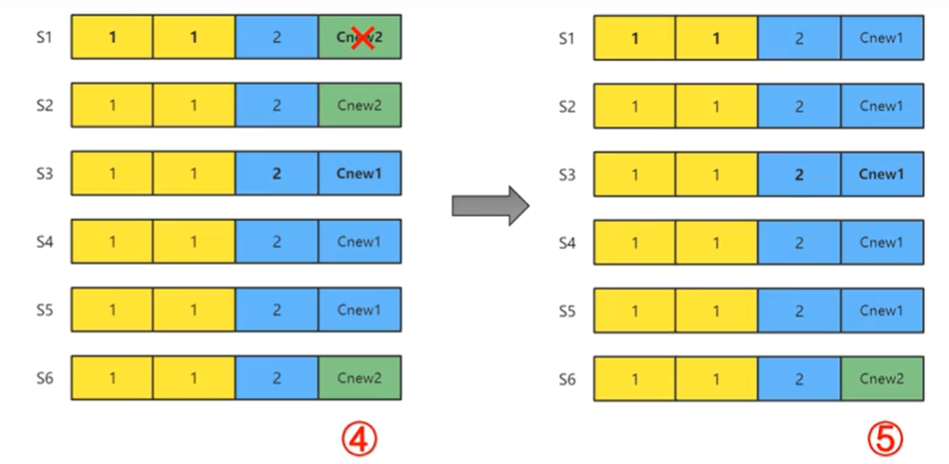 S1 1 1 2 Cnew2 S1 1 1 2 Cnew1
S2 1 1 2 Cnew2 S2 1 1 2 Cnew1
S3 1 1 2 Cnew1 S3 1 1 2 Cnew1
S4 1 1 2 Cnew1 S4 1 1 2 Cnew1
S5 1 1 2 Cnew1 S5 1 1 2 Cnew1
S6 1 1 2 Cnew2 S6 1 1 2 Cnew2
④ ⑤